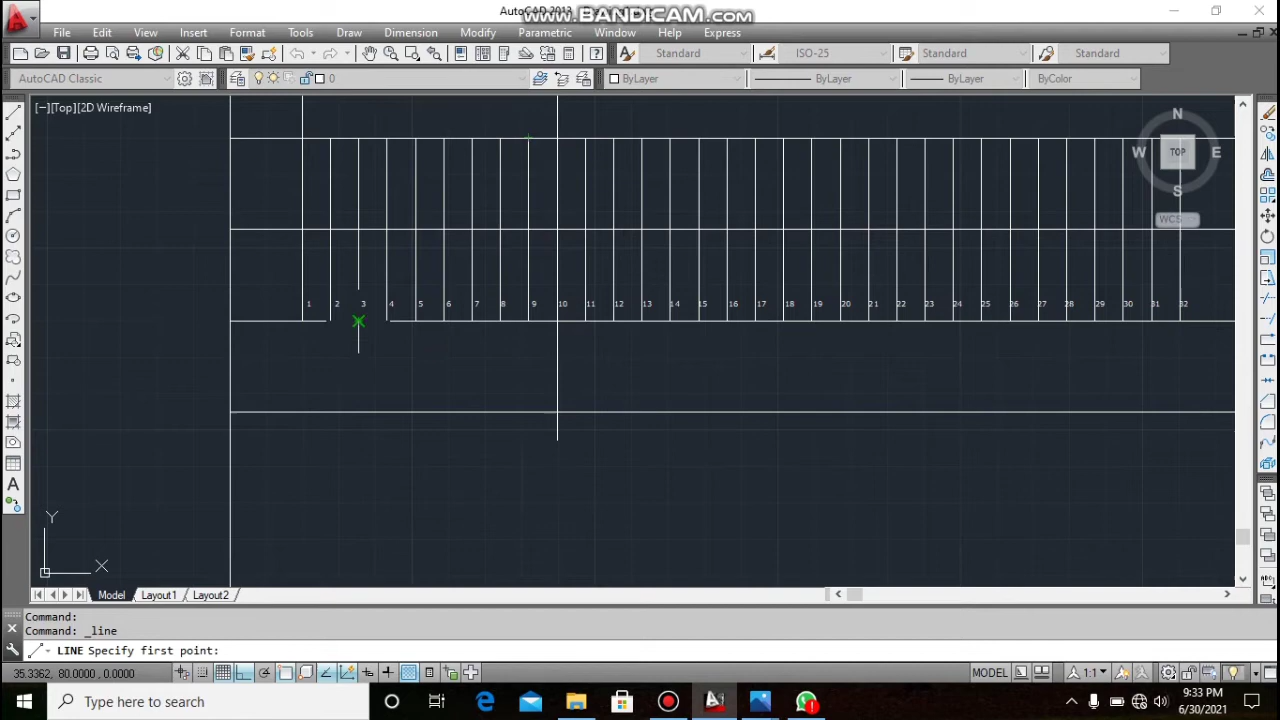 AutoCAD 2013
www.BANDICAM.com
File Edit View Insert Format Tools Draw Dimension Modify Parametric Window Help Express
Standard ISO-25 Standard Standard
AutoCAD Classic 0 ByLayer ByLayer ByLayer ByColor
[−][Top][2D Wireframe]
N
W TOP E
S
WCS
1 2 3 4 5 6 7 8 9 10 11 12 13 14 15 16 17 18 19 20 21 22 23 24 25 26 27 28 29 30 31 32
Y
X
Model Layout1 Layout2
Command:
Command: _line
LINE Specify first point:
35.3362, 80.0000, 0.0000 MODEL 1:1
Type here to search
9:33 PM
6/30/2021